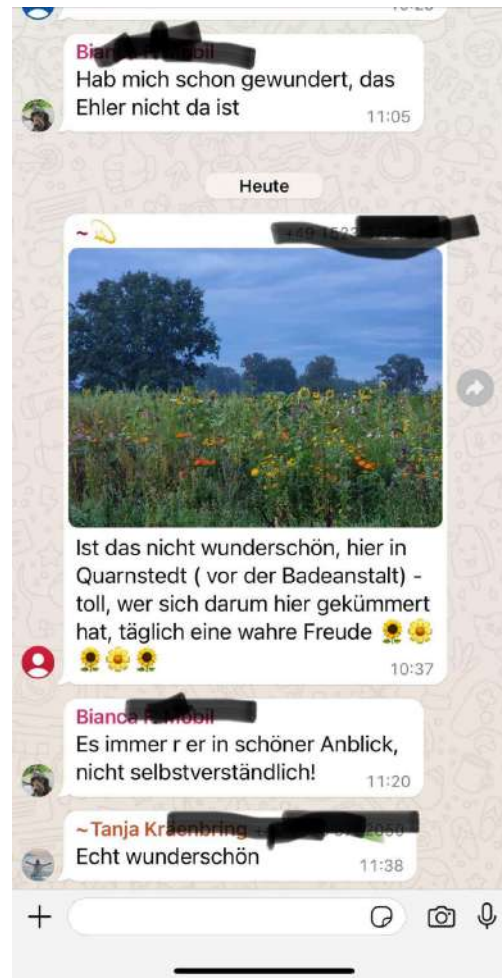 Hab mich schon gewundert, das
Ehler nicht da ist
11:05
Heute
~ 💫
Ist das nicht wunderschön, hier in
Quarnstedt ( vor der Badeanstalt) -
toll, wer sich darum hier gekümmert
hat, täglich eine wahre Freude 🌻🌼
🌻🌼🌻
10:37
Bianca
Es immer r er in schöner Anblick,
nicht selbstverständlich!
11:20
~Tanja
Echt wunderschön
11:38